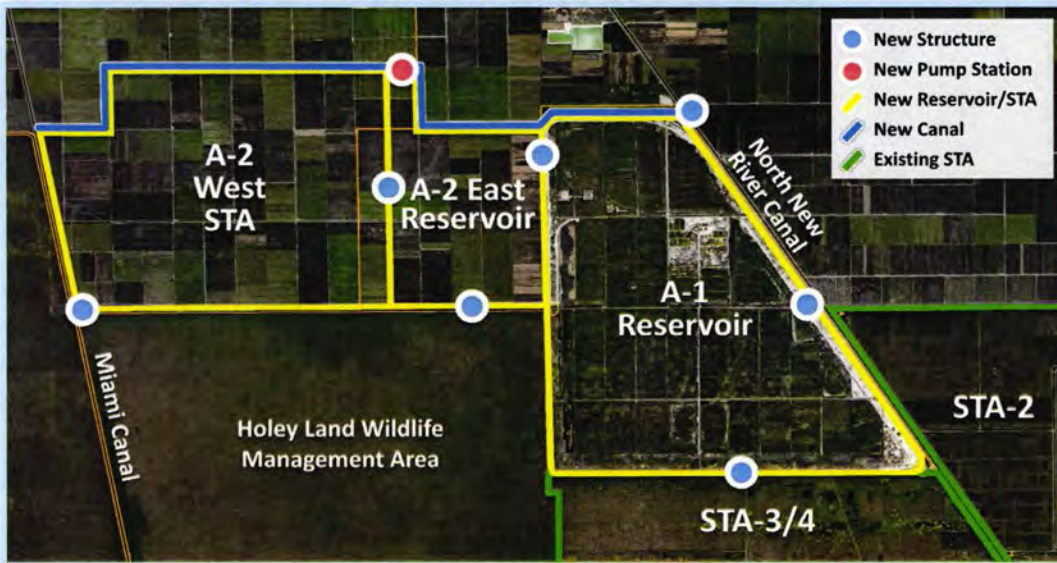 New Structure
New Pump Station
New Reservoir/STA
New Canal
Existing STA
A-2
West
STA
A-2 East
Reservoir
North New
River Canal
A-1
Reservoir
Miami Canal
Holey Land Wildlife
Management Area
STA-2
STA-3/4